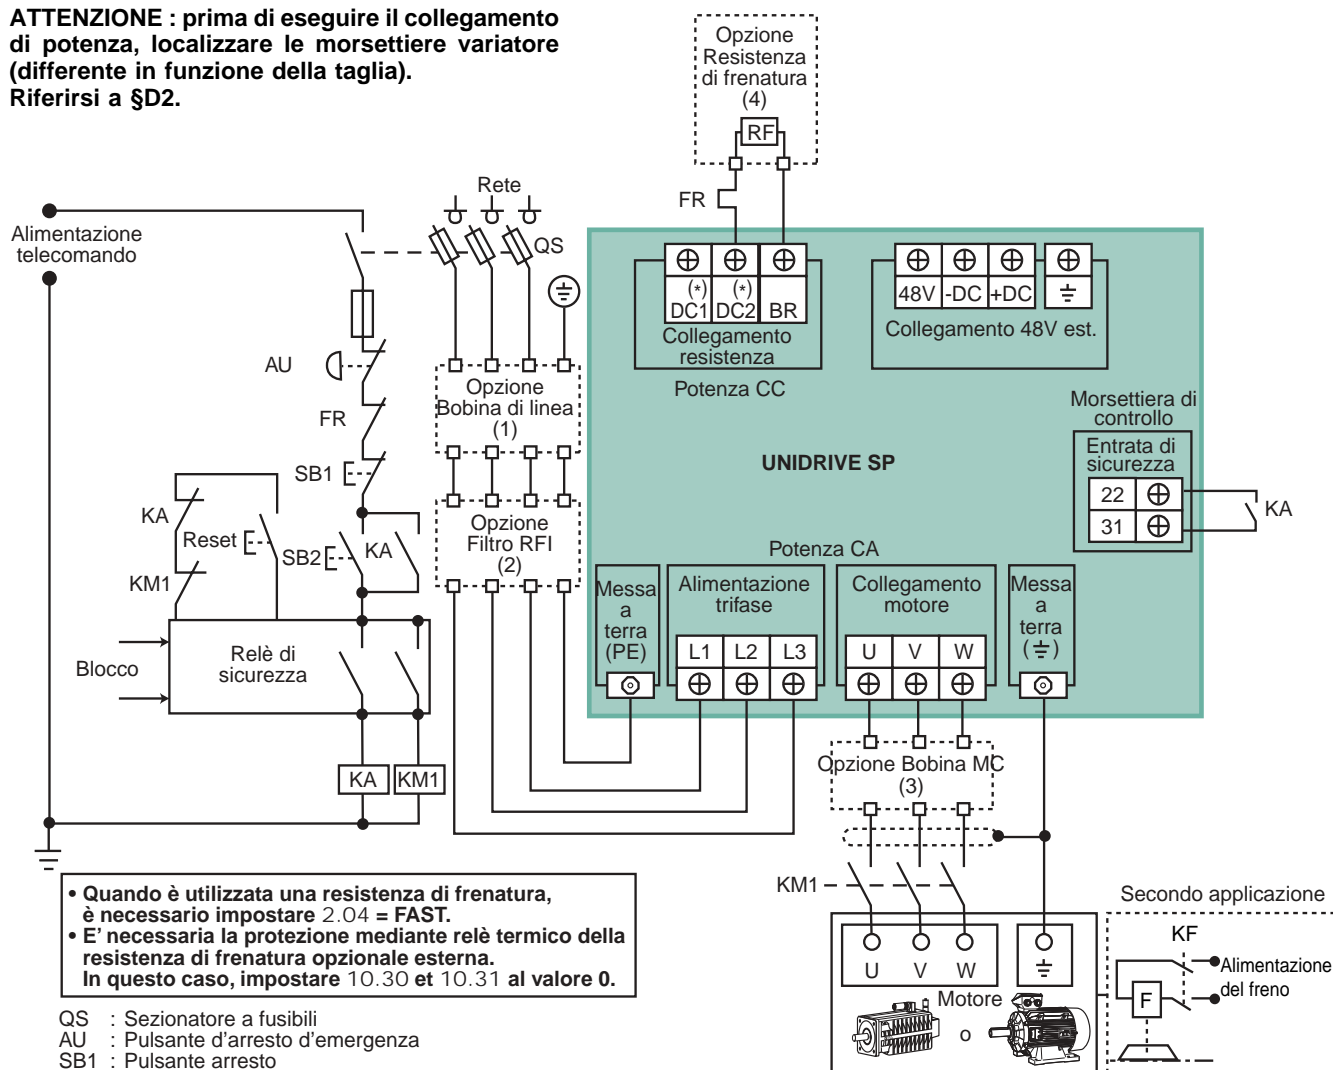 ATTENZIONE : prima di eseguire il collegamento
di potenza, localizzare le morsettiere variatore
(differente in funzione della taglia).
Riferirsi a §D2.
Opzione
Resistenza
di frenatura
(4)
RF
FR
Rete
QS
Alimentazione
telecomando
AU
FR
SB1
KA
Reset
SB2
KA
KM1
Blocco
Relè di
sicurezza
KA
KM1
Opzione
Bobina di linea
(1)
Opzione
Filtro RFI
(2)
(*)
(*)
DC1
DC2
BR
Collegamento
resistenza
Potenza CC
48V
-DC
+DC
Collegamento 48V est.
Morsettiera di
controllo
Entrata di
sicurezza
22
31
KA
UNIDRIVE SP
Potenza CA
Messa
a
terra
(PE)
Alimentazione
trifase
L1
L2
L3
Collegamento
motore
U
V
W
Messa
a
terra
(⏚)
Opzione Bobina MC
(3)
KM1
U
V
W
Motore
o
Secondo applicazione
KF
Alimentazione
del freno
F
• Quando è utilizzata una resistenza di frenatura,
è necessario impostare 2.04 = FAST.
• E' necessaria la protezione mediante relè termico della
resistenza di frenatura opzionale esterna.
In questo caso, impostare 10.30 et 10.31 al valore 0.
QS : Sezionatore a fusibili
AU : Pulsante d'arresto d'emergenza
SB1 : Pulsante arresto